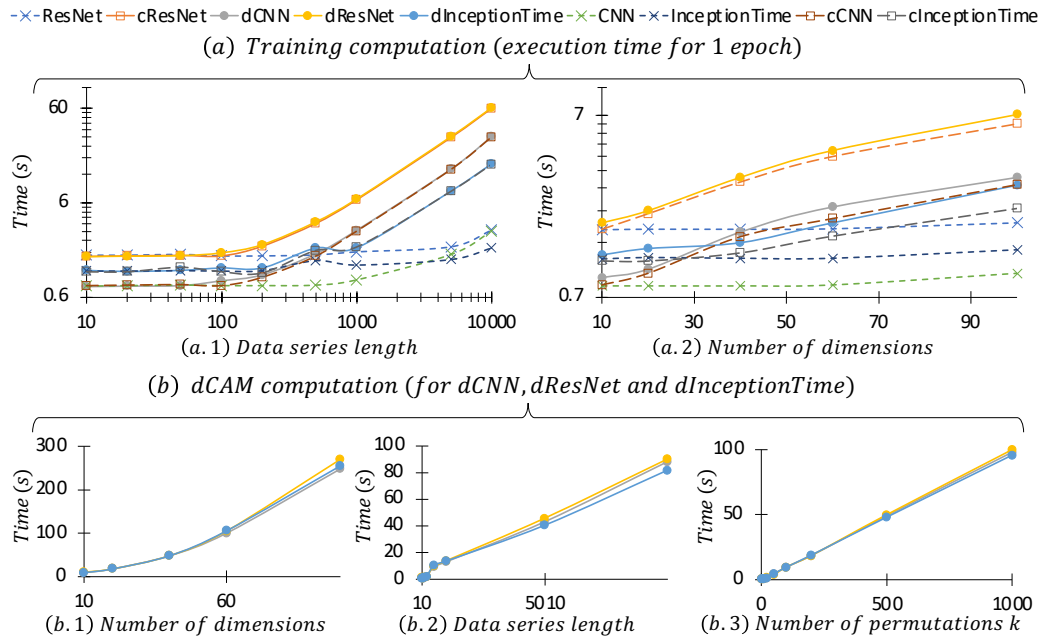 ResNet cResNet dCNN dResNet dInceptionTime CNN InceptionTime cCNN cInceptionTime
(a) Training computation (execution time for 1 epoch)
60
6
0.6
Time (s)
10 100 1000 10000
(a. 1) Data series length
7
0.7
Time (s)
10 30 50 70 90
(a. 2) Number of dimensions
(b) dCAM computation (for dCNN, dResNet and dInceptionTime)
300
200
100
0
Time (s)
10 60
(b. 1) Number of dimensions
100
80
60
40
20
0
Time (s)
10 5010
(b. 2) Data series length
100
50
0
Time (s)
0 500 1000
(b. 3) Number of permutations k